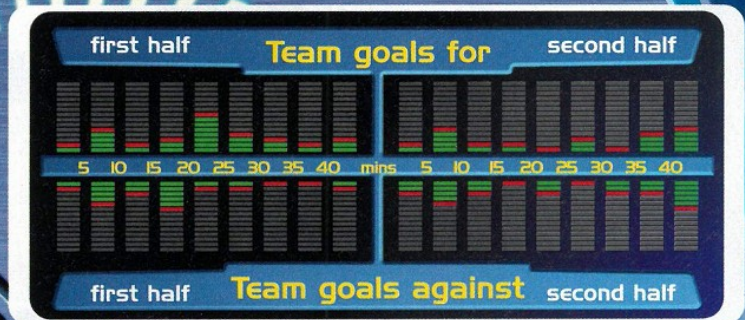 first half Team goals for second half
5 10 15 20 25 30 35 40 mins 5 10 15 20 25 30 35 40
first half Team goals against second half